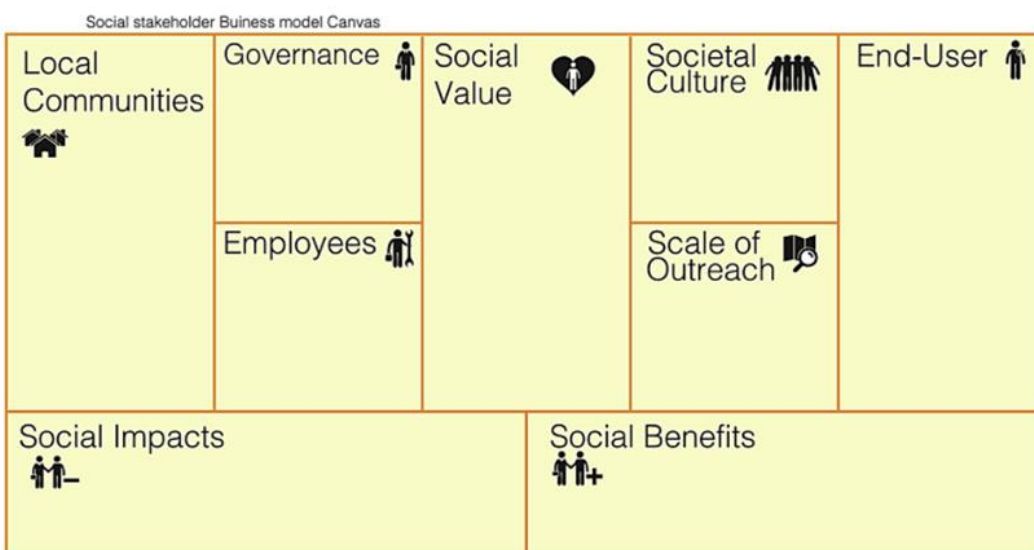 Social stakeholder Buiness model Canvas
Local
Communities
Governance
Employees
Social
Value
Societal
Culture
Scale of
Outreach
End-User
Social Impacts
Social Benefits